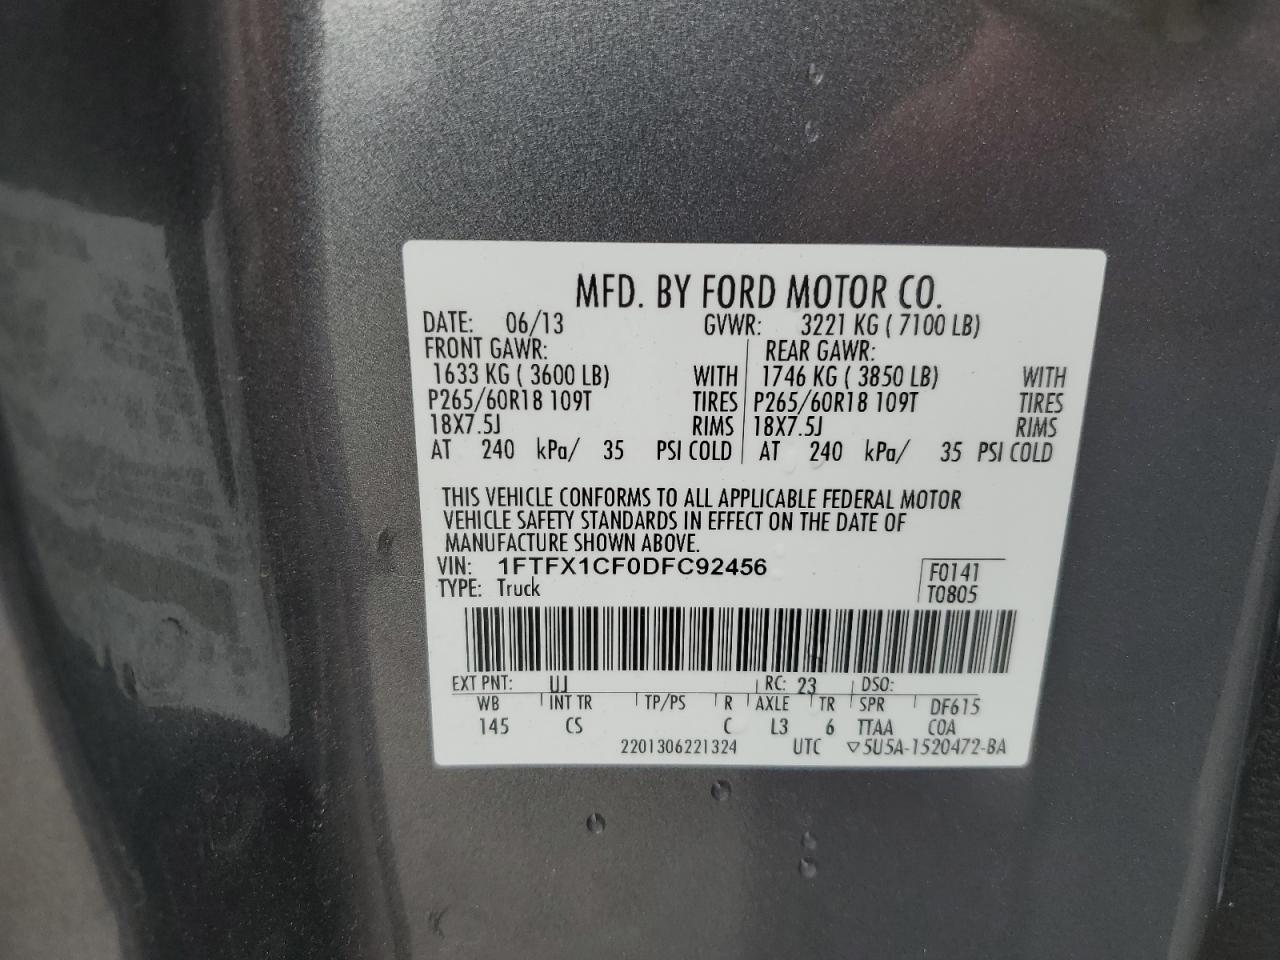 MFD. BY FORD MOTOR CO.
DATE: 06/13 GVWR: 3221 KG ( 7100 LB)
FRONT GAWR: REAR GAWR:
1633 KG ( 3600 LB) WITH 1746 KG ( 3850 LB) WITH
P265/60R18 109T TIRES P265/60R18 109T TIRES
18X7.5J RIMS 18X7.5J RIMS
AT 240 kPa/ 35 PSI COLD AT 240 kPa/ 35 PSI COLD
THIS VEHICLE CONFORMS TO ALL APPLICABLE FEDERAL MOTOR
VEHICLE SAFETY STANDARDS IN EFFECT ON THE DATE OF
MANUFACTURE SHOWN ABOVE.
VIN: 1FTFX1CF0DFC92456 F0141
TYPE: Truck T0805
EXT PNT: UJ RC: 23 DSO:
WB INT TR TP/PS R AXLE TR SPR DF615
145 CS C L3 6 TTAA COA
2201306221324 UTC ▽5U5A-1520472-BA